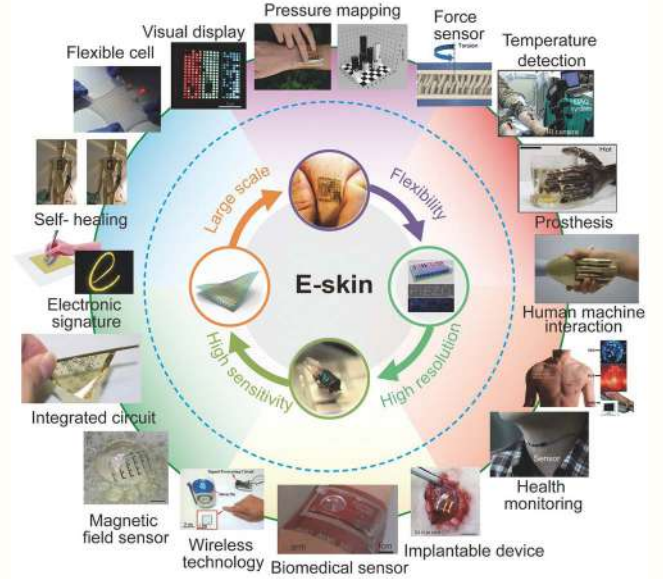 Pressure mapping
Visual display
Force
sensor
Torsion
Flexible cell
Temperature
detection
Hot
Self- healing
Prosthesis
Large scale
Flexibility
E-skin
Electronic
signature
e
Human machine
interaction
High sensitivity
High resolution
Integrated circuit
Sensor
Health
monitoring
Magnetic
field sensor
Wireless
technology
Biomedical sensor
Implantable device